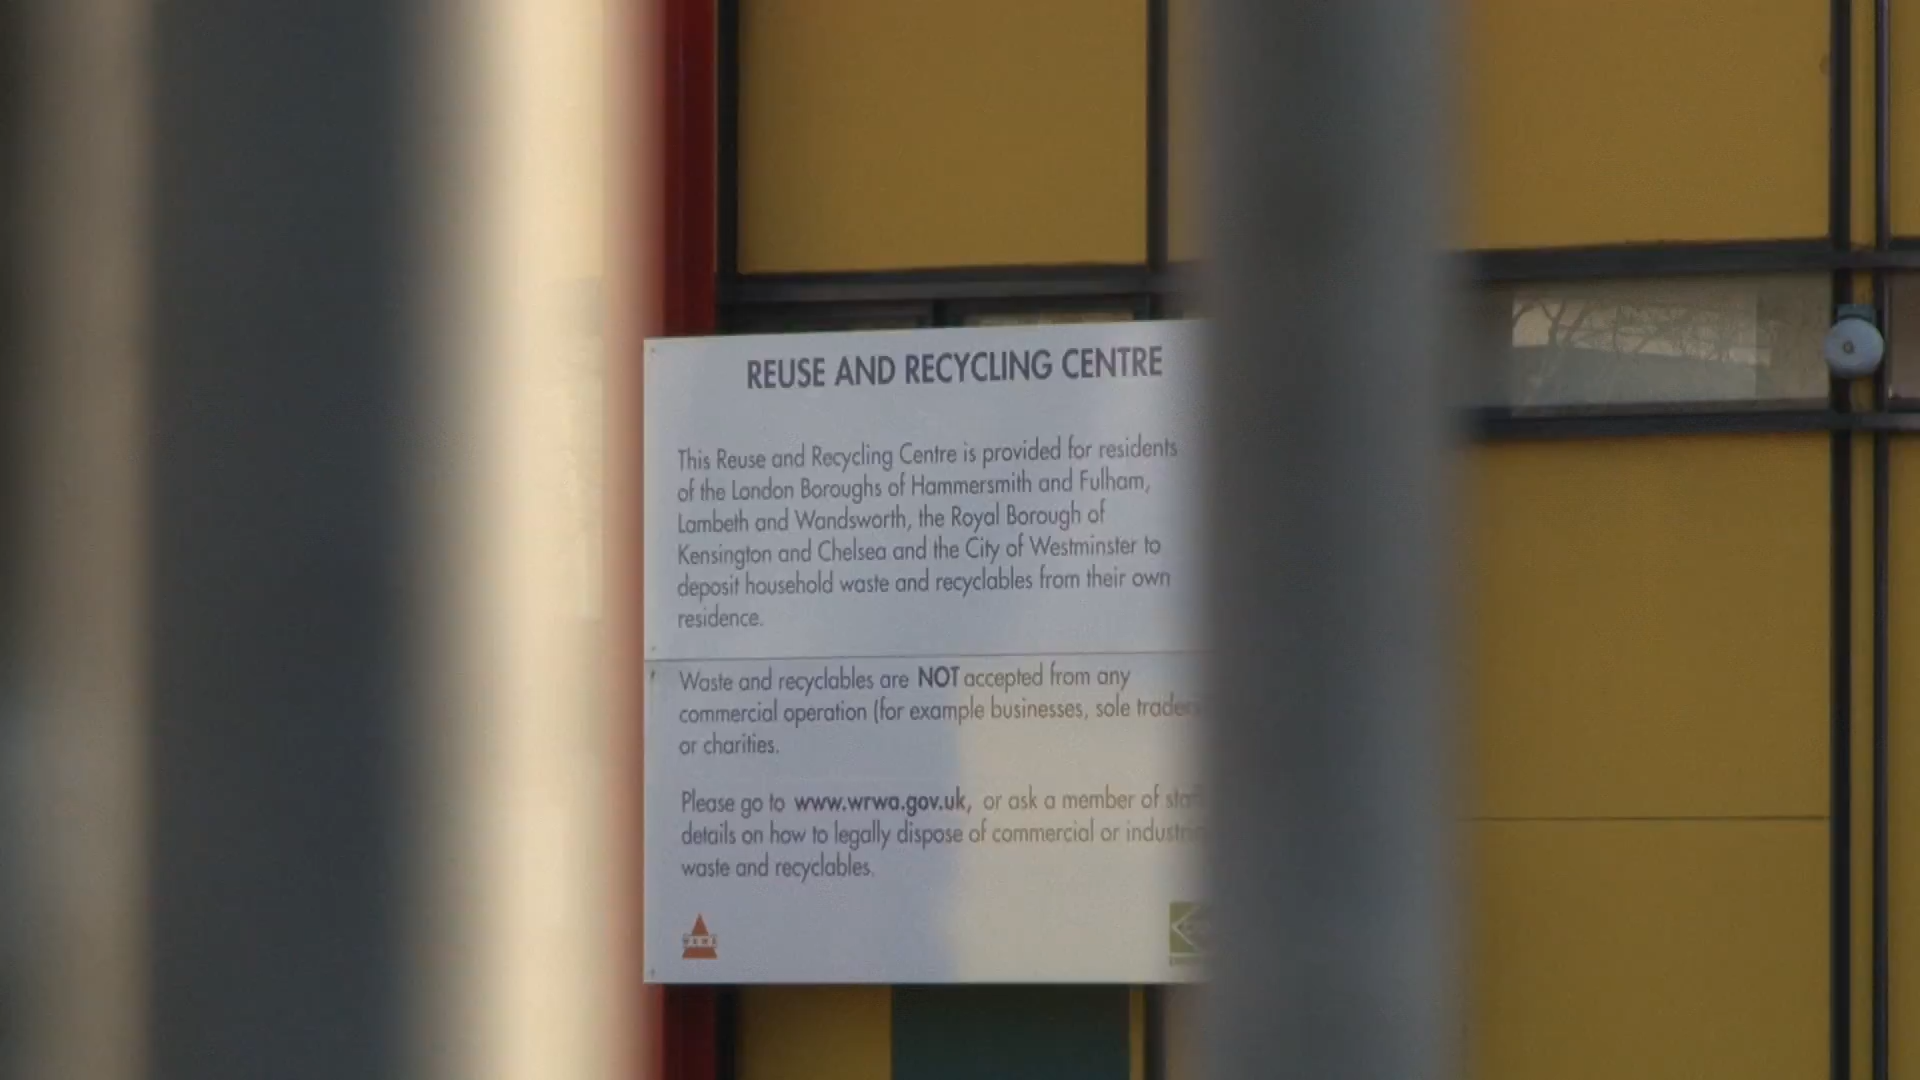 REUSE AND RECYCLING CENTRE
This Reuse and Recycling Centre is provided for residents
of the London Boroughs of Hammersmith and Fulham,
Lambeth and Wandsworth, the Royal Borough of
Kensington and Chelsea and the City of Westminster to
deposit household waste and recyclables from their own
residence.
Waste and recyclables are NOT accepted from any
commercial operation (for example businesses, sole
or charities.
Please go to www.wrwa.gov.uk, or ask a member of
details on how to legally dispose of commercial or
waste and recyclables.